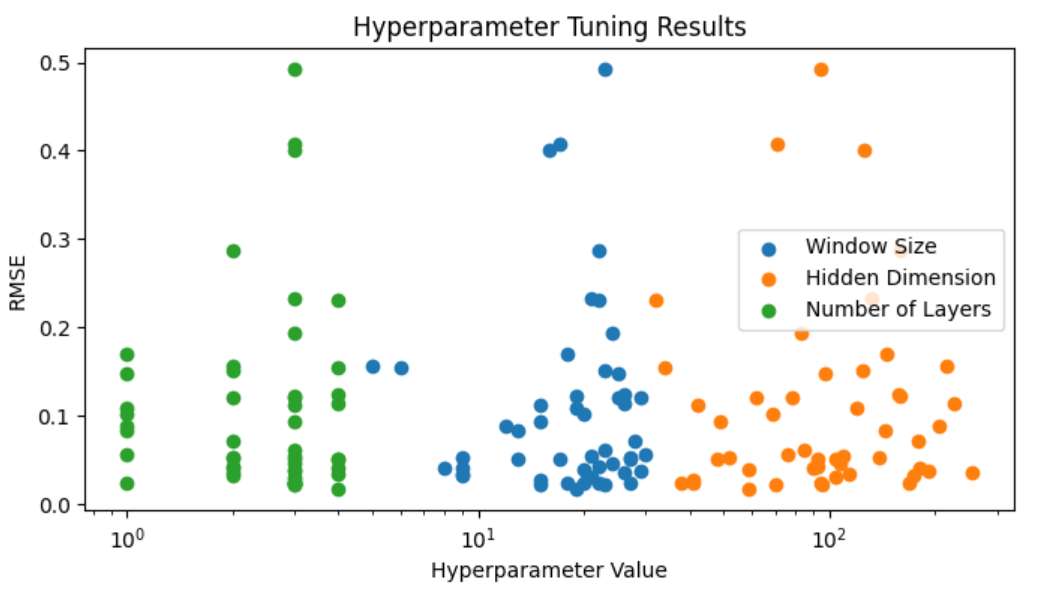 Hyperparameter Tuning Results
0.5
0.4
0.3
0.2
0.1
0.0
RMSE
Window Size
Hidden Dimension
Number of Layers
10⁰
10¹
10²
Hyperparameter Value